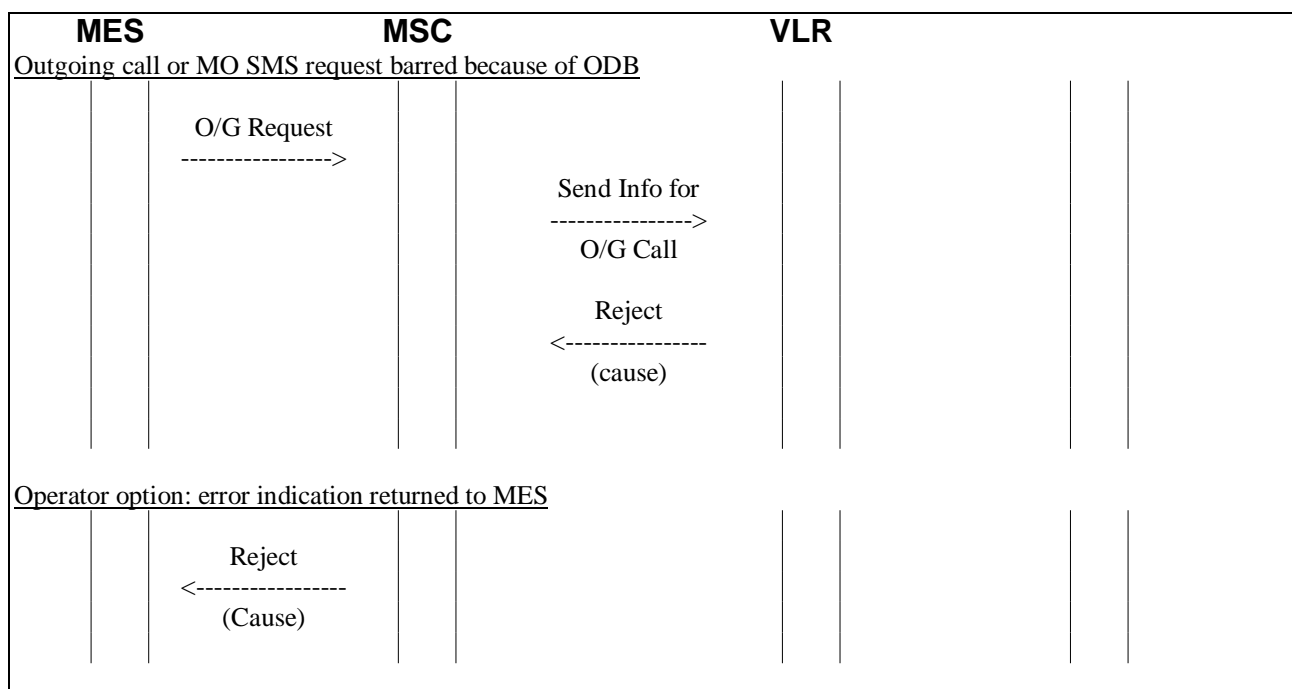 MES MSC VLR
Outgoing call or MO SMS request barred because of ODB
O/G Request
----------------->
Send Info for
---------------->
O/G Call
Reject
<----------------
(cause)
Operator option: error indication returned to MES
Reject
<-----------------
(Cause)